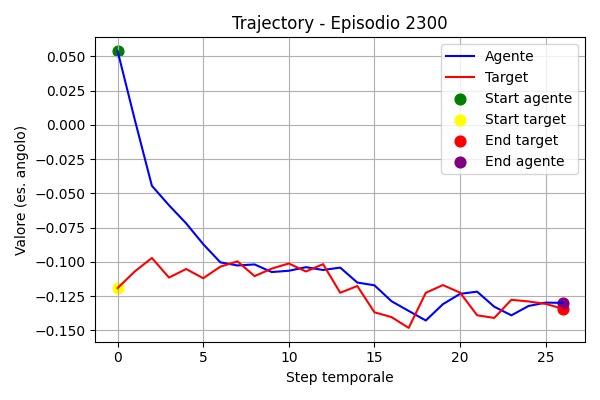 Trajectory - Episodio 2300
Valore (es. angolo)
0.050
0.025
0.000
−0.025
−0.050
−0.075
−0.100
−0.125
−0.150
Agente
Target
Start agente
Start target
End target
End agente
0 5 10 15 20 25
Step temporale